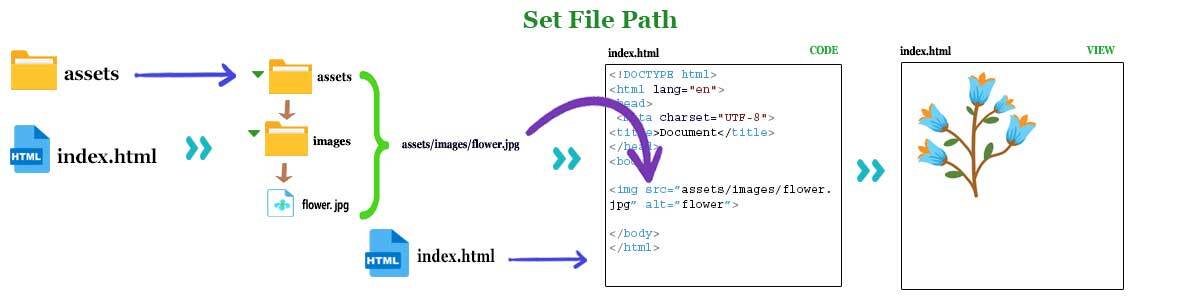 Set File Path
assets
HTML
index.html
assets
images
flower. jpg
assets/images/flower.jpg
HTML
index.html
index.html
CODE
<!DOCTYPE html>
<html lang="en">
head>
charset="UTF-8">
<title>Document</title>
</head>
<img src="assets/images/flower.
jpg" alt="flower">
</body>
</html>
index.html
VIEW